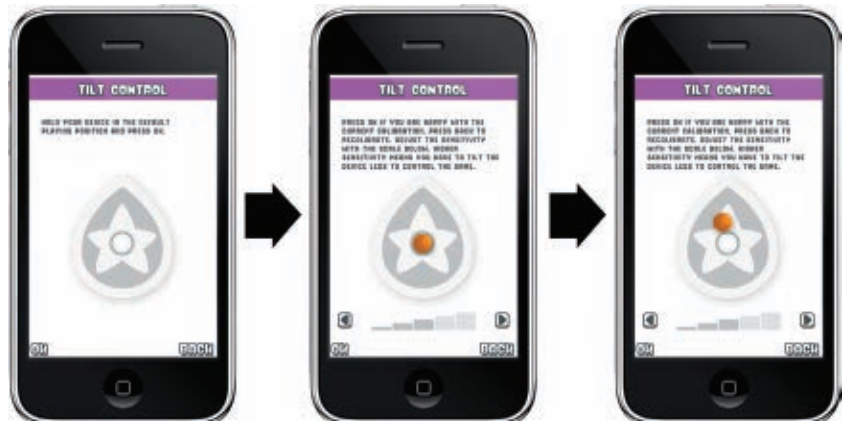 TILT CONTROL
HOLD YOUR DEVICE IN THE DEFAULT
PLAYING POSITION AND PRESS OK.
OK
BACK
TILT CONTROL
PRESS OK IF YOU ARE HAPPY WITH THE
CURRENT CALIBRATION. PRESS BACK TO
RECALIBRATE. ADJUST THE SENSITIVITY
WITH THE SCALE BELOW. HIGHER
SENSITIVITY MEANS YOU HAVE TO TILT THE
DEVICE LESS TO CONTROL THE GAME.
OK
BACK
TILT CONTROL
PRESS OK IF YOU ARE HAPPY WITH THE
CURRENT CALIBRATION. PRESS BACK TO
RECALIBRATE. ADJUST THE SENSITIVITY
WITH THE SCALE BELOW. HIGHER
SENSITIVITY MEANS YOU HAVE TO TILT THE
DEVICE LESS TO CONTROL THE GAME.
OK
BACK